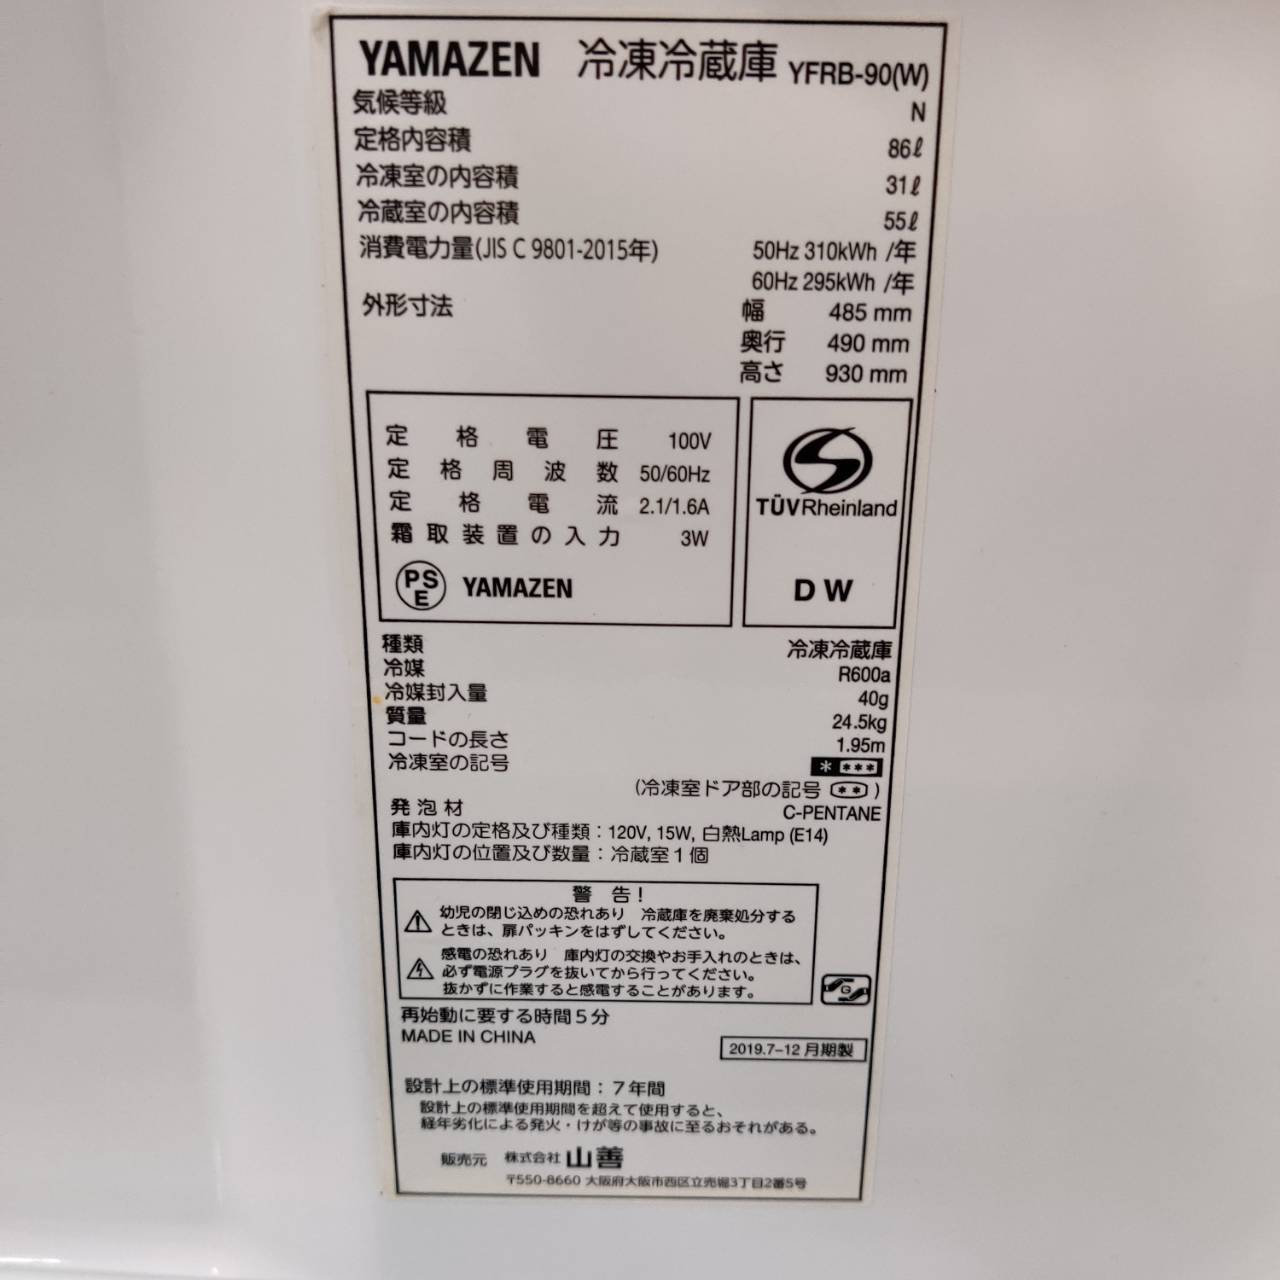 YAMAZEN 冷凍冷蔵庫 YFRB-90(W)
気候等級 N
定格内容積 86ℓ
冷凍室の内容積 31ℓ
冷蔵室の内容積 55ℓ
消費電力量(JIS C 9801-2015年) 50Hz 310kWh /年
60Hz 295kWh /年
外形寸法 幅 485 mm
奥行 490 mm
高さ 930 mm
定格電圧 100V
定格周波数 50/60Hz
定格電流 2.1/1.6A
霜取装置の入力 3W
PSE YAMAZEN
TÜVRheinland
DW
種類 冷凍冷蔵庫
冷媒 R600a
冷媒封入量 40g
質量 24.5kg
コードの長さ 1.95m
冷凍室の記号 * ***
(冷凍室ドア部の記号 ** )
発泡材 C-PENTANE
庫内灯の定格及び種類：120V, 15W, 白熱Lamp (E14)
庫内灯の位置及び数量：冷蔵室1個
警 告!
幼児の閉じ込めの恐れあり 冷蔵庫を廃棄処分する
ときは、扉パッキンをはずしてください。
感電の恐れあり 庫内灯の交換やお手入れのときは、
必ず電源プラグを抜いてから行ってください。
抜かずに作業すると感電することがあります。
G
再始動に要する時間5分
MADE IN CHINA
2019.7-12月期製
設計上の標準使用期間：7年間
設計上の標準使用期間を超えて使用すると、
経年劣化による発火・けが等の事故に至るおそれがある。
販売元 株式会社 山善
〒550-8660 大阪府大阪市西区立売堀3丁目2番5号